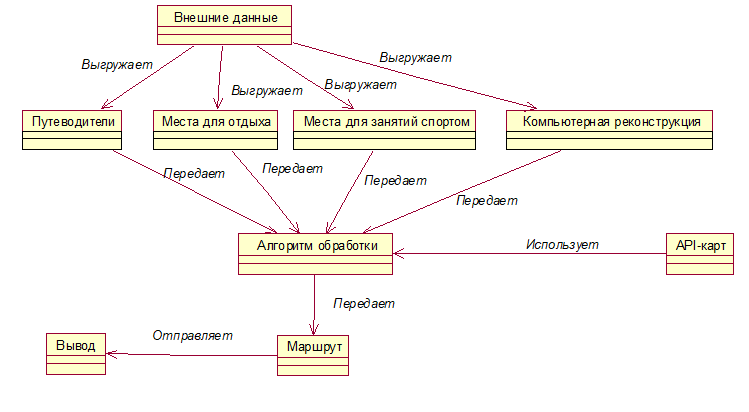 Внешние данные
Выгружает
Выгружает
Выгружает
Выгружает
Путеводители
Места для отдыха
Места для занятий спортом
Компьютерная реконструкция
Передает
Передает
Передает
Передает
Алгоритм обработки
Использует
API-карт
Передает
Отправляет
Вывод
Маршрут